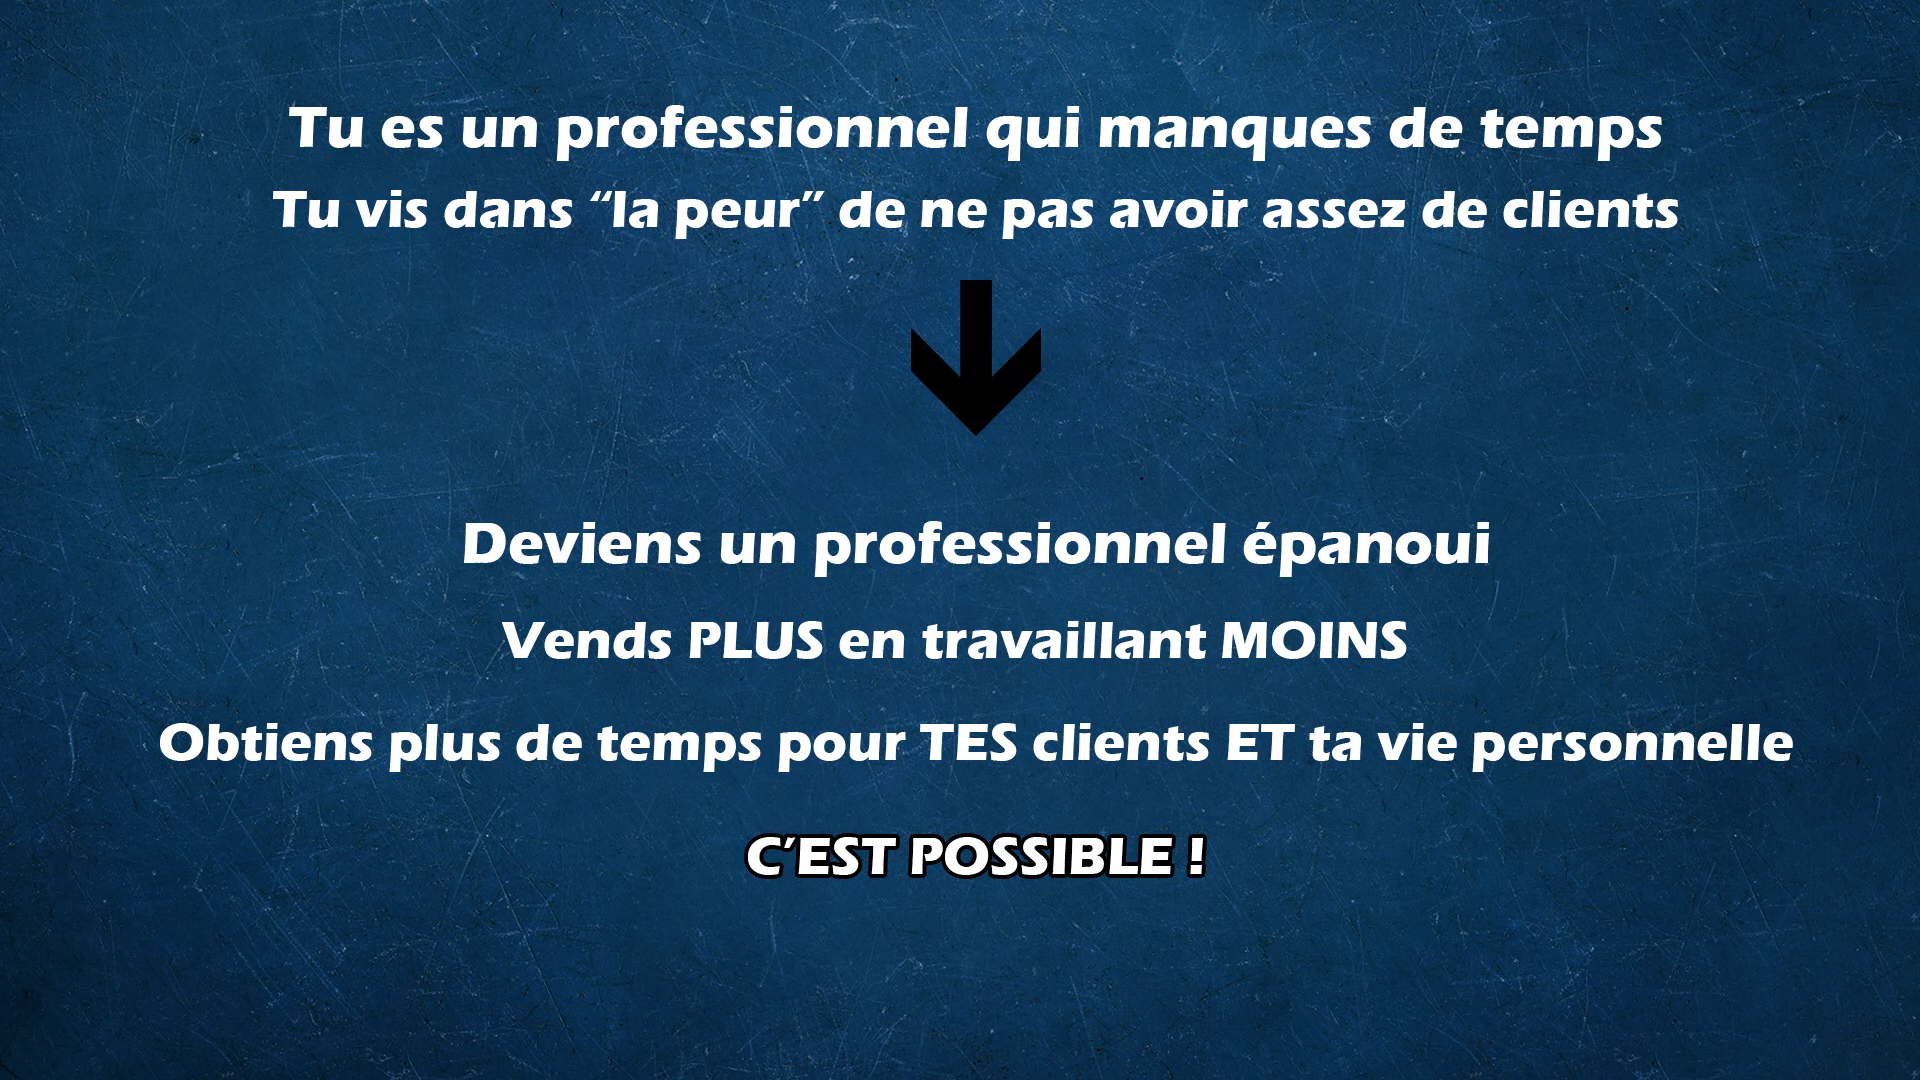 Tu es un professionnel qui manques de temps
Tu vis dans “la peur” de ne pas avoir assez de clients
Deviens un professionnel épanoui
Vends PLUS en travaillant MOINS
Obtiens plus de temps pour TES clients ET ta vie personnelle
C’EST POSSIBLE !